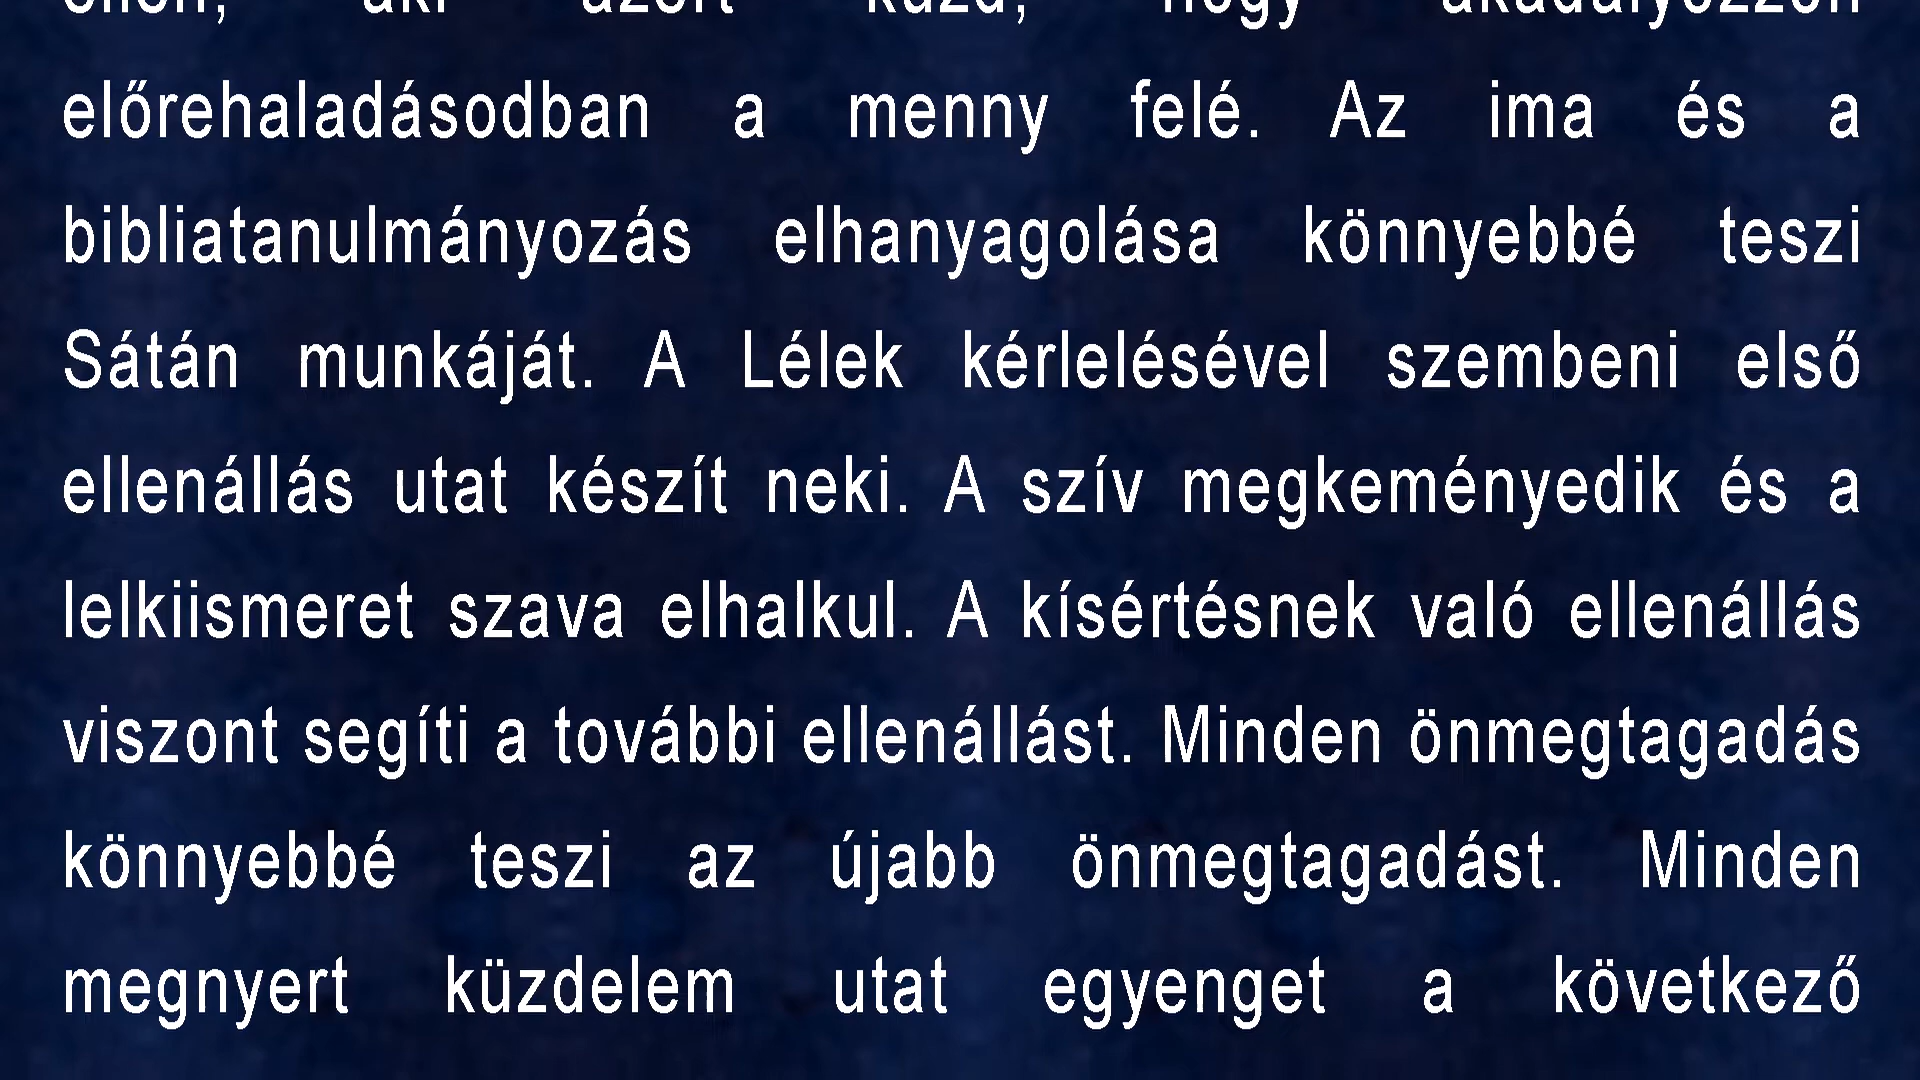 ellen, aki azért küzd, hogy akadályozzon
előrehaladásodban a menny felé. Az ima és a
bibliatanulmányozás elhanyagolása könnyebbé teszi
Sátán munkáját. A Lélek kérlelésével szembeni első
ellenállás utat készít neki. A szív megkeményedik és a
lelkiismeret szava elhalkul. A kísértésnek való ellenállás
viszont segíti a további ellenállást. Minden önmegtagadás
könnyebbé teszi az újabb önmegtagadást. Minden
megnyert küzdelem utat egyenget a következő